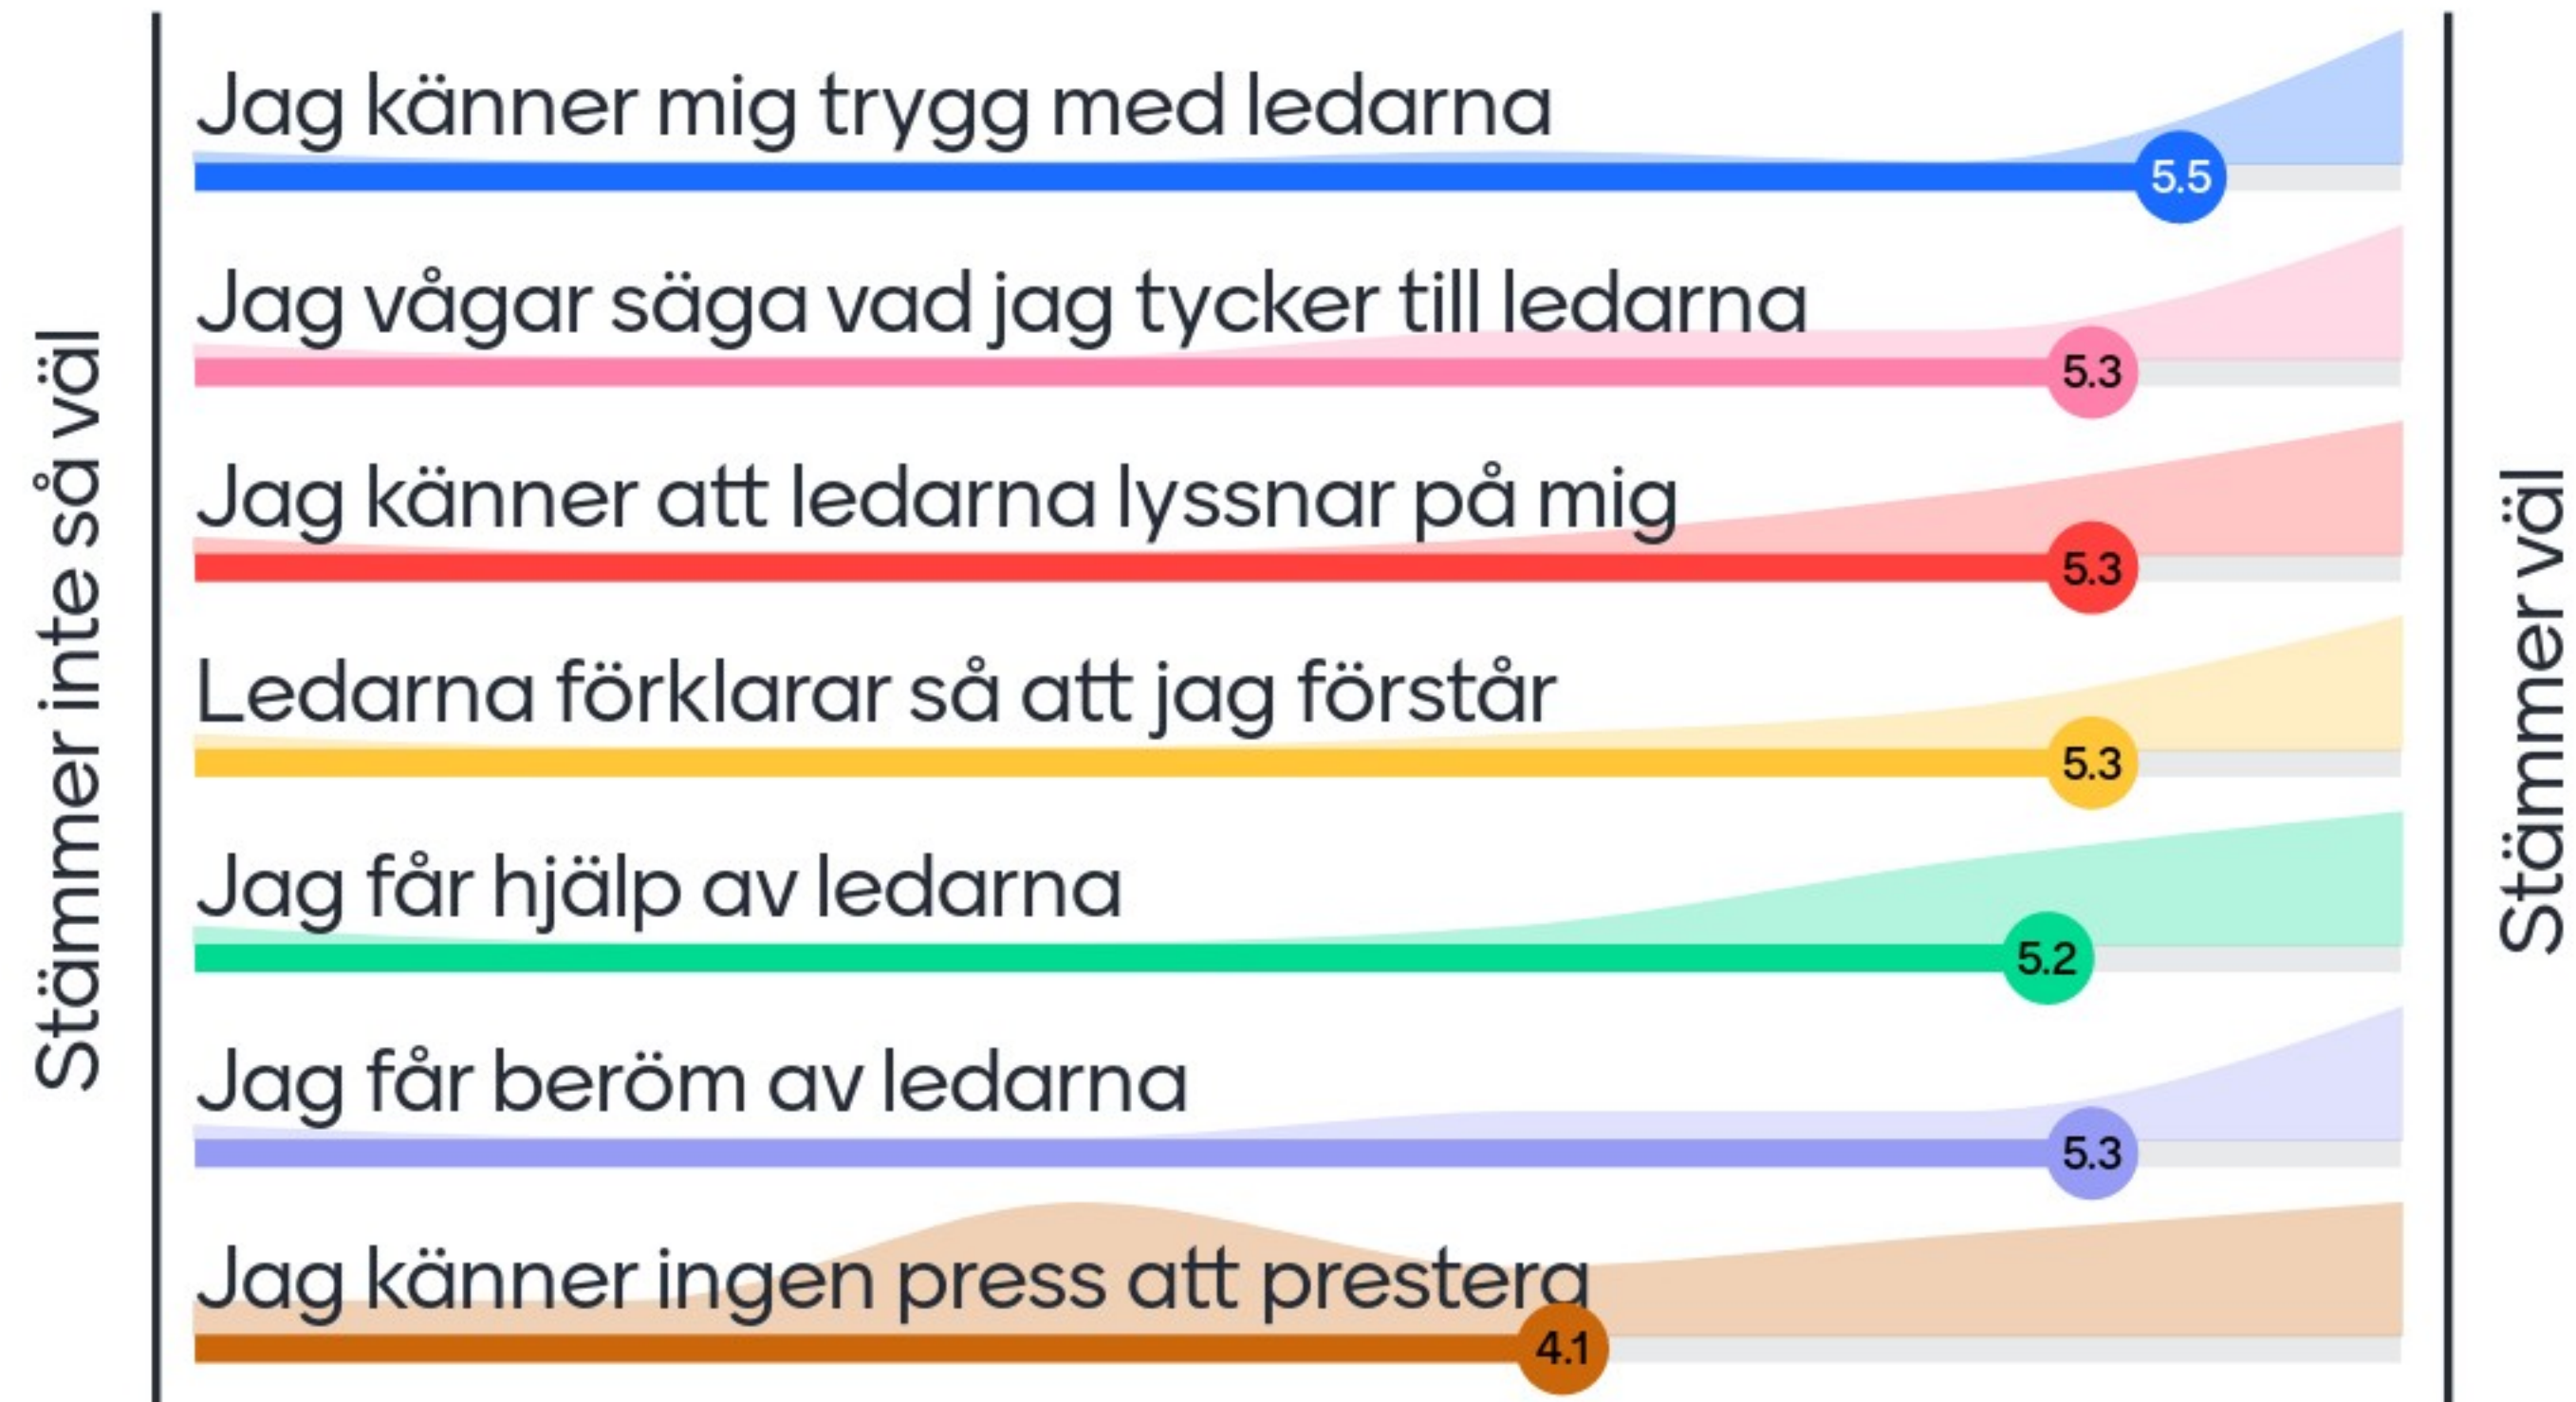 Stämmer inte så väl
Jag känner mig trygg med ledarna
5.5
Jag vågar säga vad jag tycker till ledarna
5.3
Jag känner att ledarna lyssnar på mig
5.3
Ledarna förklarar så att jag förstår
5.3
Jag får hjälp av ledarna
5.2
Jag får beröm av ledarna
5.3
Jag känner ingen press att prestera
4.1
Stämmer väl